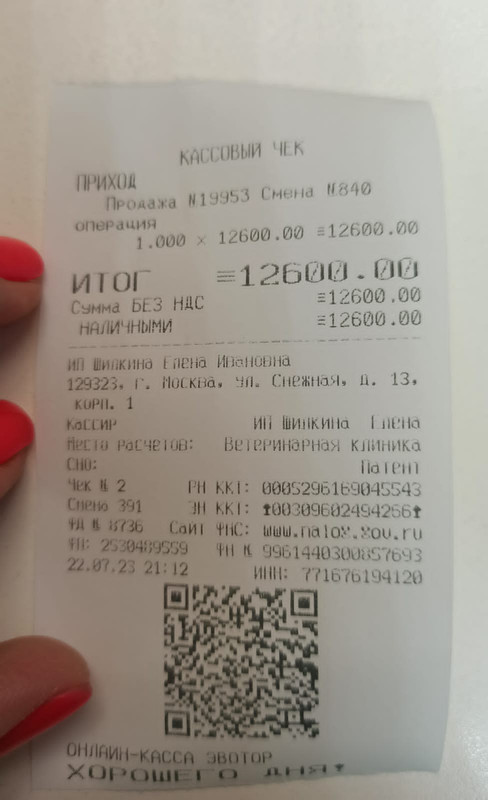 КАССОВЫЙ ЧЕК
ПРИХОД
Продажа №19953 Смена №840
операция
1.000 × 12600.00 ≡12600.00
ИТОГ ≡12600.00
Сумма БЕЗ НДС ≡12600.00
НАЛИЧНЫМИ ≡12600.00
ИП Шилкина Елена Ивановна
129323, г. Москва, ул. Снежная, д. 13,
корп. 1
Кассир ИП Шилкина Елена
Место расчетов: Ветеринарная клиника
СНО: Патент
Чек № 2 РН ККТ: 0005296169045543
Смена 391 ЗН ККТ: 00309602494266
ФД № 8736 Сайт ФНС: www.nalog.gov.ru
ФП: 2530489559 ФН № 9961440300857693
22.07.23 21:12 ИНН: 771676194120
ОНЛАЙН-КАССА ЭВОТОР
ХОРОШЕГО ДНЯ!